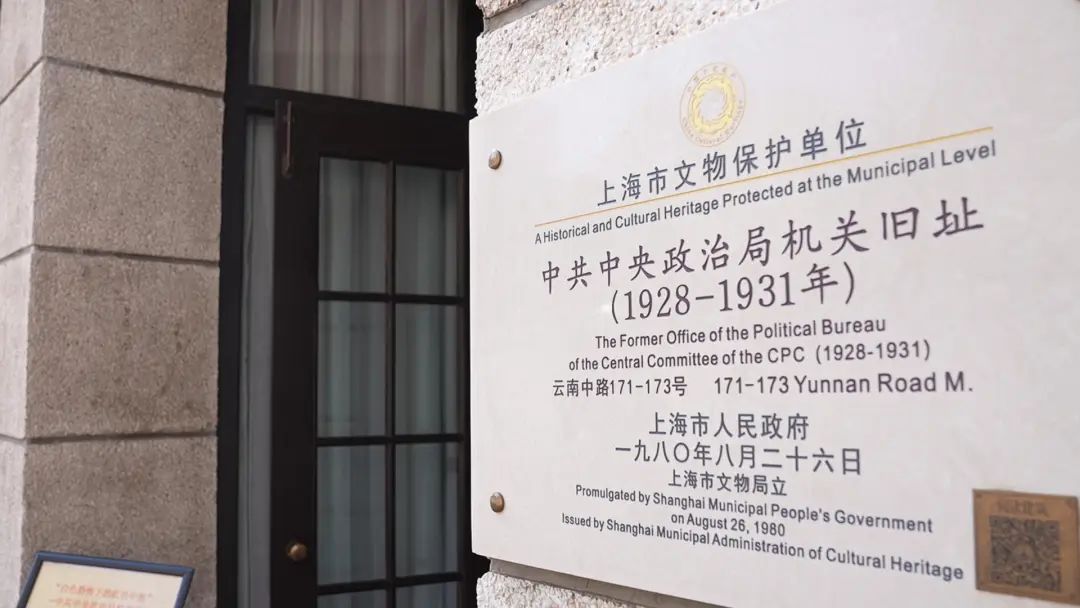 上海市文物保护单位
A Historical and Cultural Heritage Protected at the Municipal Level
中共中央政治局机关旧址
(1928-1931年)
The Former Office of the Political Bureau
of the Central Committee of the CPC (1928-1931)
云南中路171-173号 171-173 Yunnan Road M.
上海市人民政府
一九八〇年八月二十六日
上海市文物局立
Promulgated by Shanghai Municipal People's Government
on August 26, 1980
Issued by Shanghai Municipal Administration of Cultural Heritage
阅读建筑